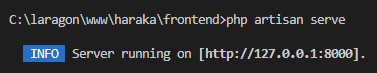 C:\laragon\www\haraka\frontend>php artisan serve
INFO Server running on [http://127.0.0.1:8000].